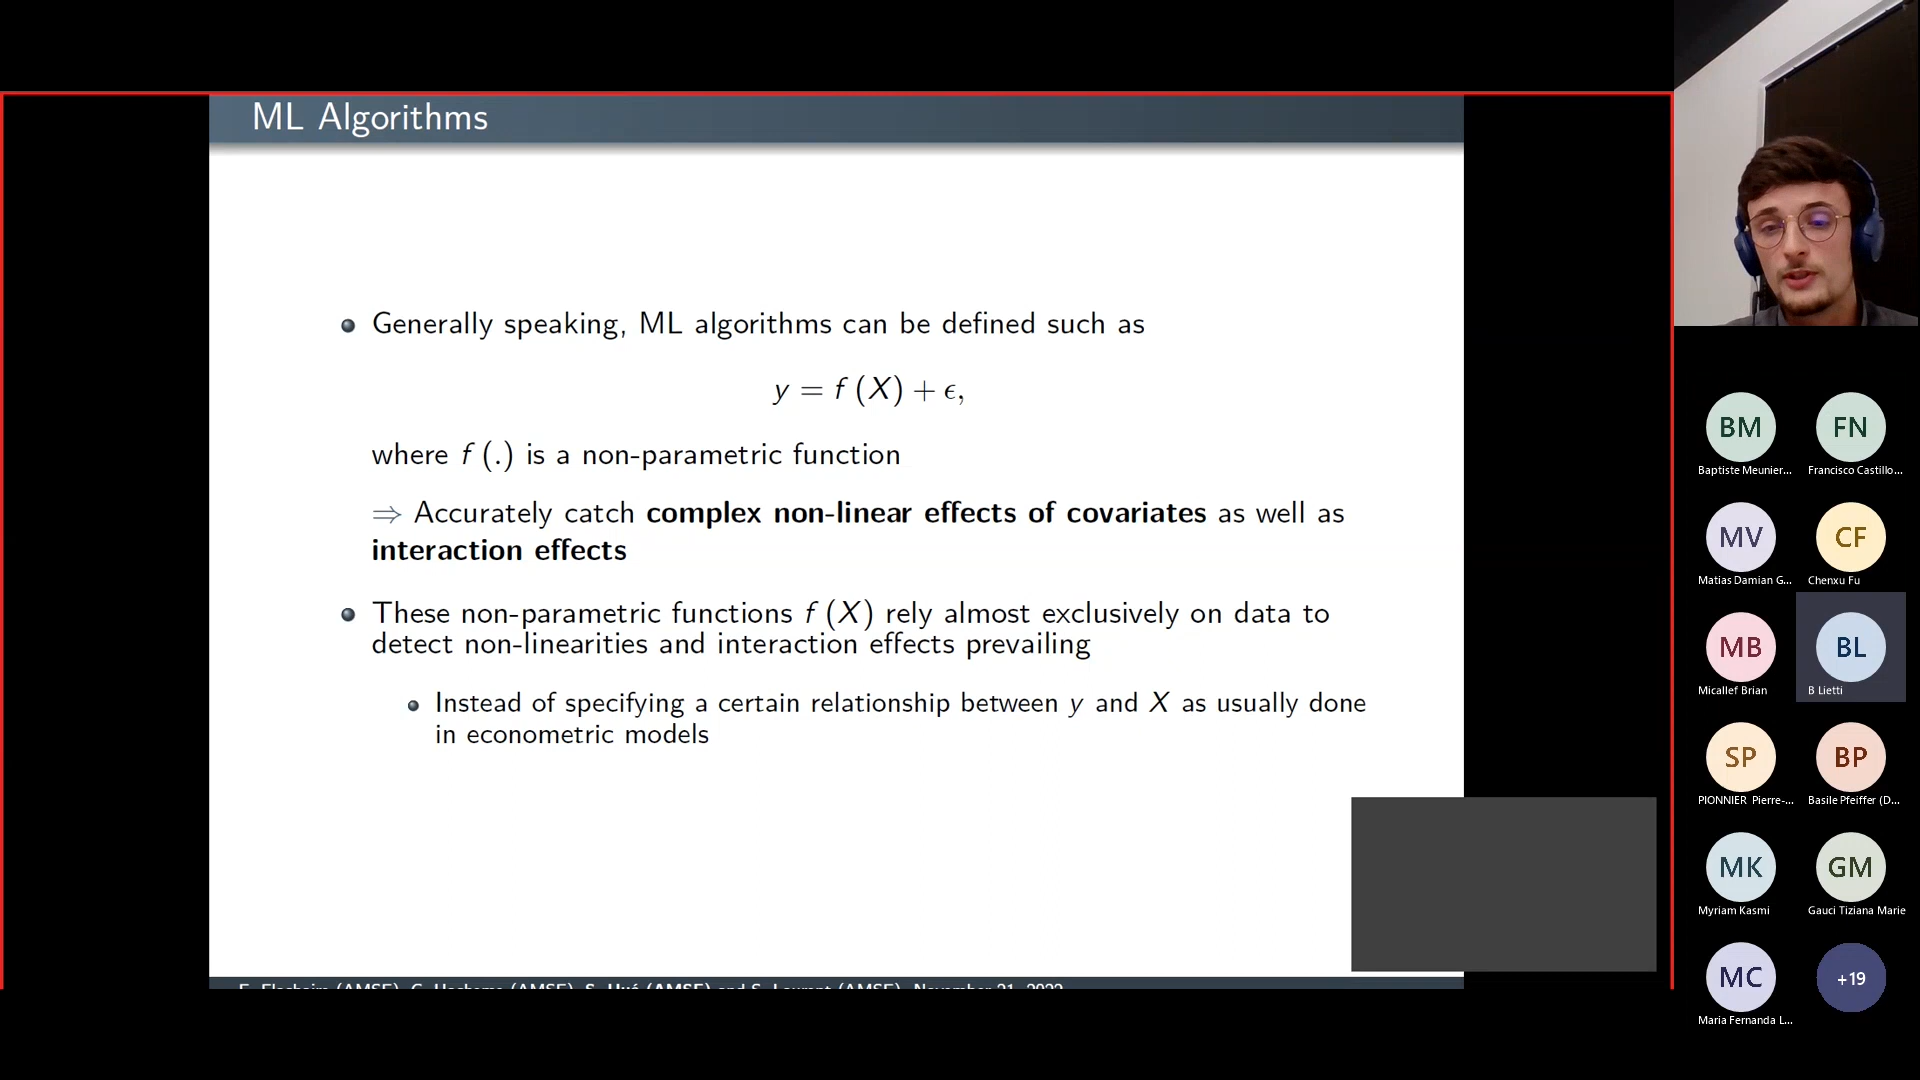 ML Algorithms
Generally speaking, ML algorithms can be defined such as
y = f (X) + ϵ,
where f (.) is a non-parametric function
⇒ Accurately catch complex non-linear effects of covariates as well as
interaction effects
These non-parametric functions f (X) rely almost exclusively on data to
detect non-linearities and interaction effects prevailing
Instead of specifying a certain relationship between y and X as usually done
in econometric models
BM FN
Baptiste Meunier... Francisco Castillo...
MV CF
Matias Damian G... Chenxu Fu
MB BL
Micallef Brian B Lietti
SP BP
PIONNIER Pierre-... Basile Pfeiffer (D...
MK GM
Myriam Kasmi Gauci Tiziana Marie
MC +19
Maria Fernanda L...